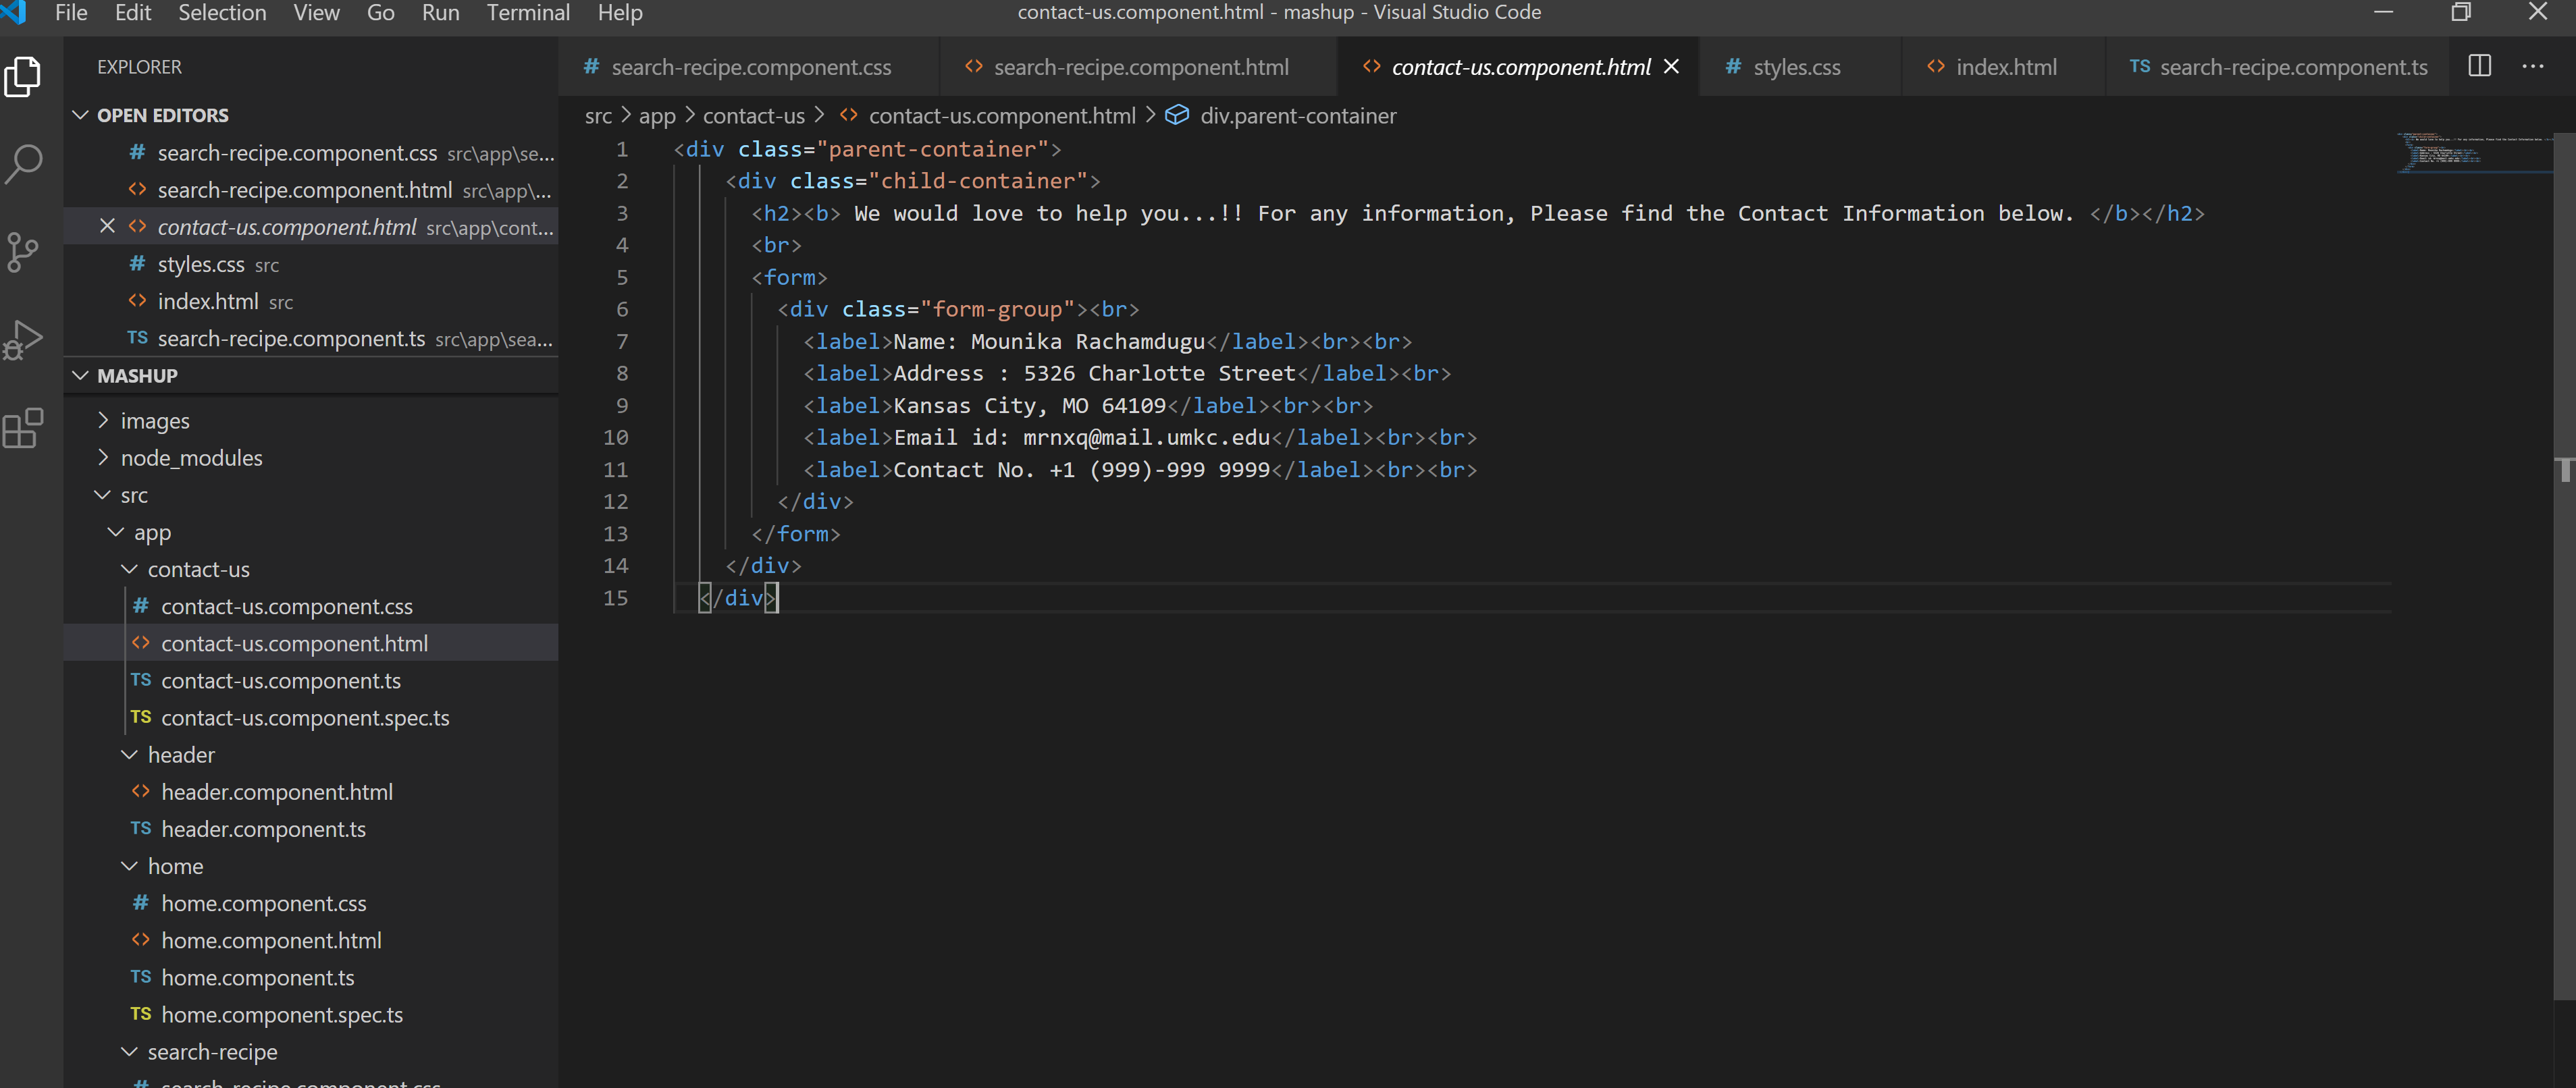 File Edit Selection View Go Run Terminal Help contact-us.component.html - mashup - Visual Studio Code
EXPLORER
OPEN EDITORS
# search-recipe.component.css src\app\se...
<> search-recipe.component.html src\app\...
<> contact-us.component.html src\app\cont...
# styles.css src
<> index.html src
TS search-recipe.component.ts src\app\sea...
MASHUP
images
node_modules
src
app
contact-us
# contact-us.component.css
<> contact-us.component.html
TS contact-us.component.ts
TS contact-us.component.spec.ts
header
<> header.component.html
TS header.component.ts
home
# home.component.css
<> home.component.html
TS home.component.ts
TS home.component.spec.ts
search-recipe
# search-recipe.component.css
# search-recipe.component.css <> search-recipe.component.html <> contact-us.component.html # styles.css <> index.html TS search-recipe.component.ts ...
src > app > contact-us > <> contact-us.component.html > div.parent-container
1 <div class="parent-container">
2 <div class="child-container">
3 <h2><b> We would love to help you...!! For any information, Please find the Contact Information below. </b></h2>
4 <br>
5 <form>
6 <div class="form-group"><br>
7 <label>Name: Mounika Rachamdugu</label><br><br>
8 <label>Address : 5326 Charlotte Street</label><br>
9 <label>Kansas City, MO 64109</label><br><br>
10 <label>Email id: mrnxq@mail.umkc.edu</label><br><br>
11 <label>Contact No. +1 (999)-999 9999</label><br><br>
12 </div>
13 </form>
14 </div>
15 </div>